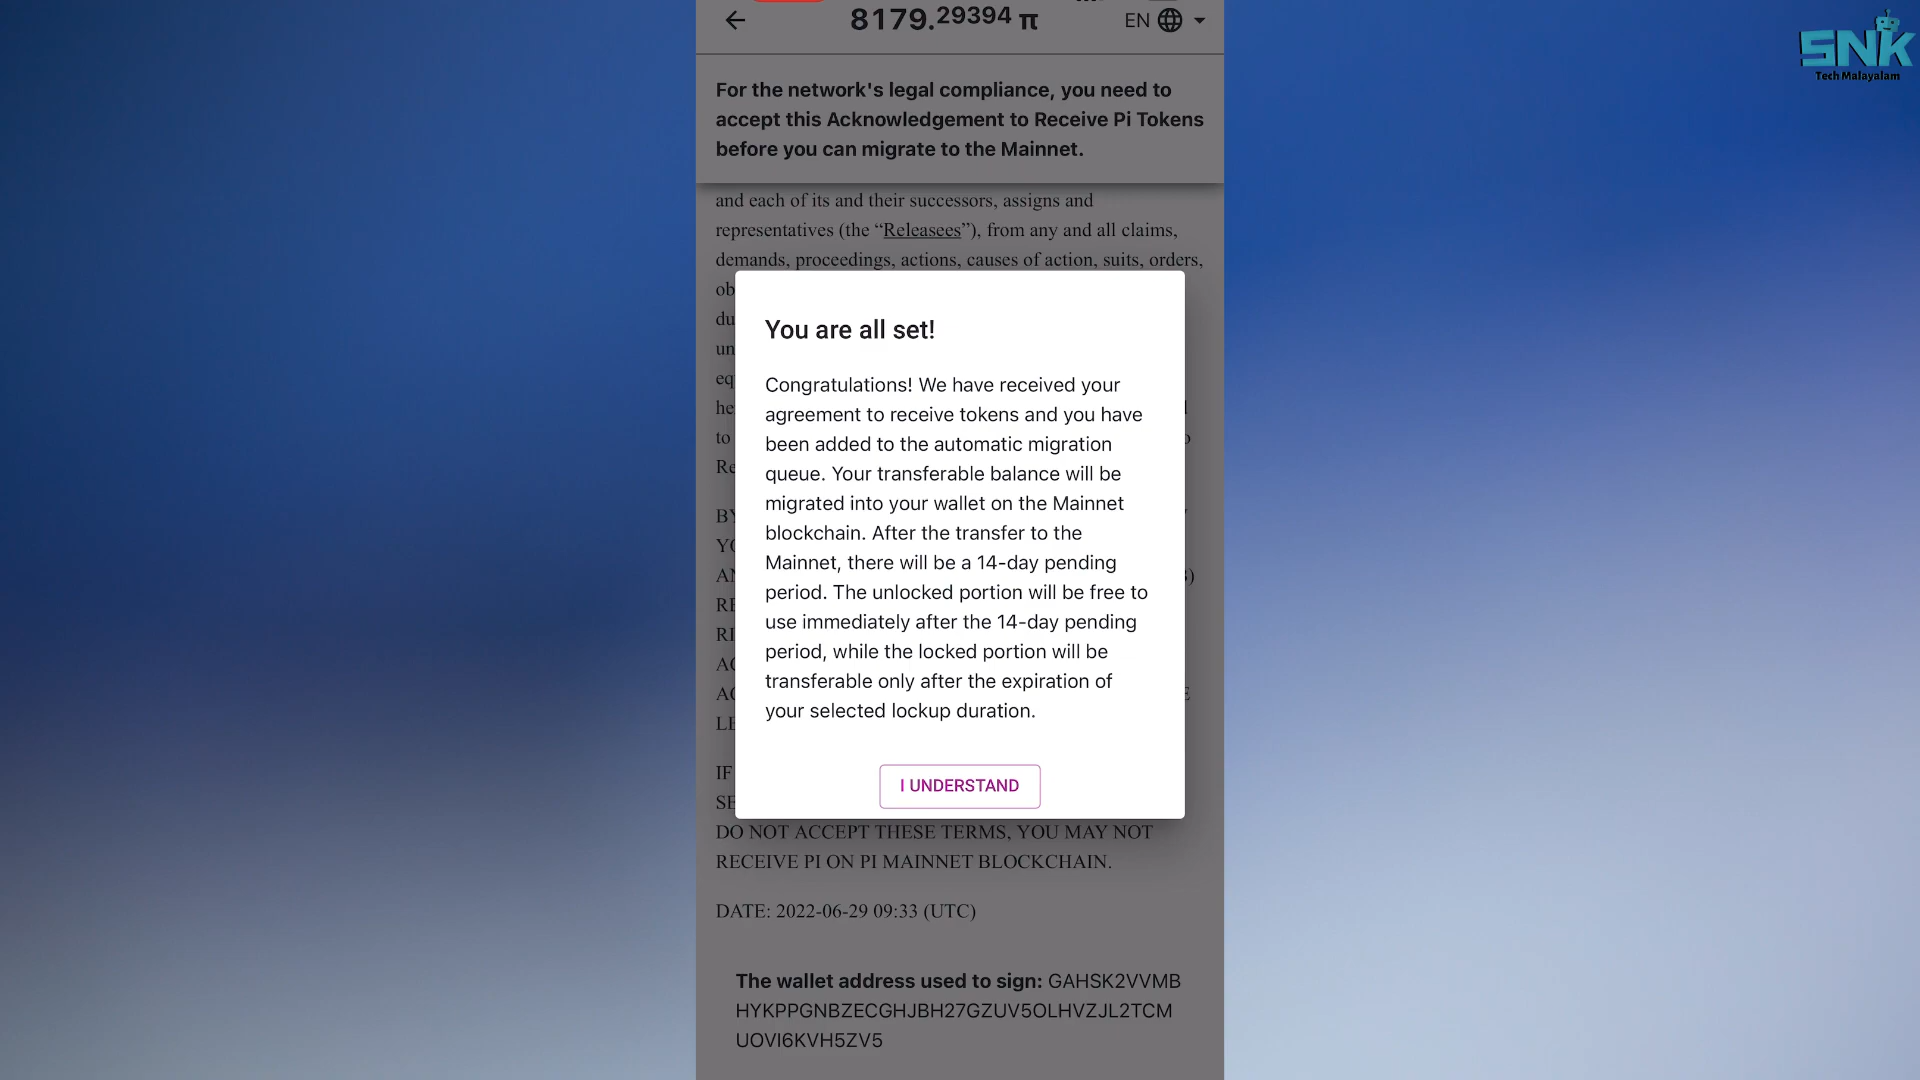 8179.29394 π
EN
SNK
Tech Malayalam
For the network's legal compliance, you need to
accept this Acknowledgement to Receive Pi Tokens
before you can migrate to the Mainnet.
and each of its and their successors, assigns and
representatives (the “Releasees”), from any and all claims,
demands, proceedings, actions, causes of action, suits, orders,
You are all set!
Congratulations! We have received your
agreement to receive tokens and you have
been added to the automatic migration
queue. Your transferable balance will be
migrated into your wallet on the Mainnet
blockchain. After the transfer to the
Mainnet, there will be a 14-day pending
period. The unlocked portion will be free to
use immediately after the 14-day pending
period, while the locked portion will be
transferable only after the expiration of
your selected lockup duration.
I UNDERSTAND
IF
DO NOT ACCEPT THESE TERMS, YOU MAY NOT
RECEIVE PI ON PI MAINNET BLOCKCHAIN.
DATE: 2022-06-29 09:33 (UTC)
The wallet address used to sign: GAHSK2VVMB
HYKPPGNBZECGHJBH27GZUV5OLHVZJL2TCM
UOVI6KVH5ZV5